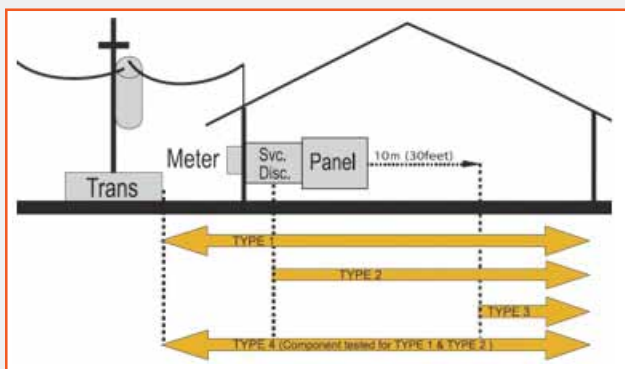 Meter
Svc.
Disc.
Panel
10m (30feet)
Trans
TYPE 1
TYPE 2
TYPE 3
TYPE 4 (Component tested for TYPE 1 & TYPE 2 )